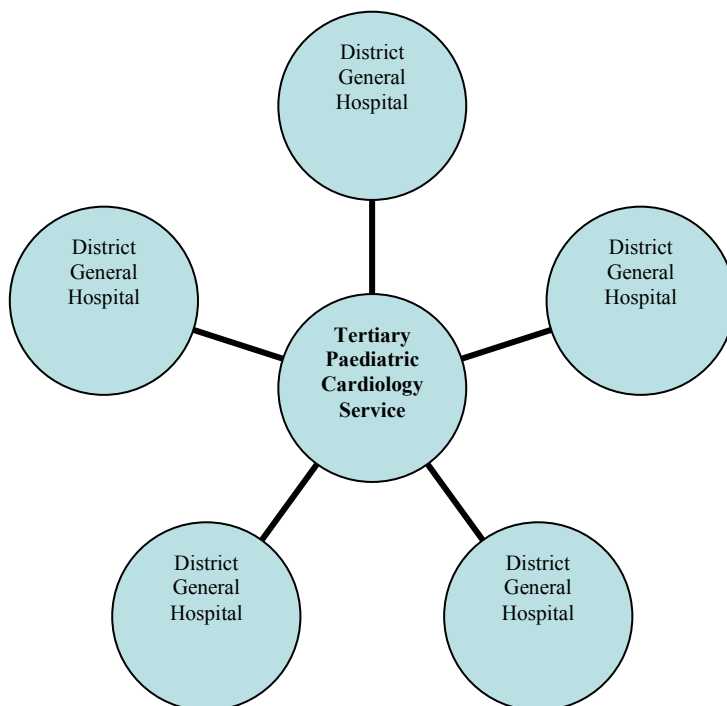 District
General
Hospital
District
General
Hospital
District
General
Hospital
Tertiary
Paediatric
Cardiology
Service
District
General
Hospital
District
General
Hospital